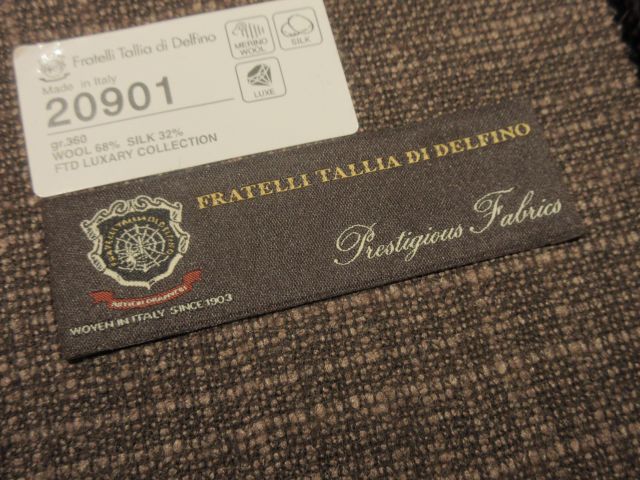 Fratelli Tallia di Delfino
Made in Italy
20901
gr.360
WOOL 68% SILK 32%
FTD LUXARY COLLECTION
MERINO
WOOL
SILK
LUXE
FRATELLI TALLIA DI DELFINO
Prestigious Fabrics
WOVEN IN ITALY SINCE 1903